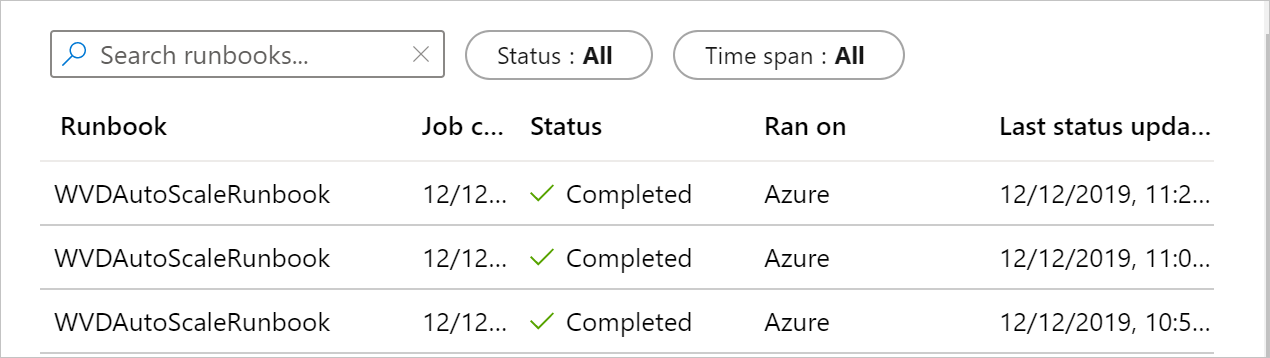 Search runbooks...
Status : All
Time span : All
Runbook Job c... Status Ran on Last status upda...
WVDAutoScaleRunbook 12/12... Completed Azure 12/12/2019, 11:2...
WVDAutoScaleRunbook 12/12... Completed Azure 12/12/2019, 11:0...
WVDAutoScaleRunbook 12/12... Completed Azure 12/12/2019, 10:5...